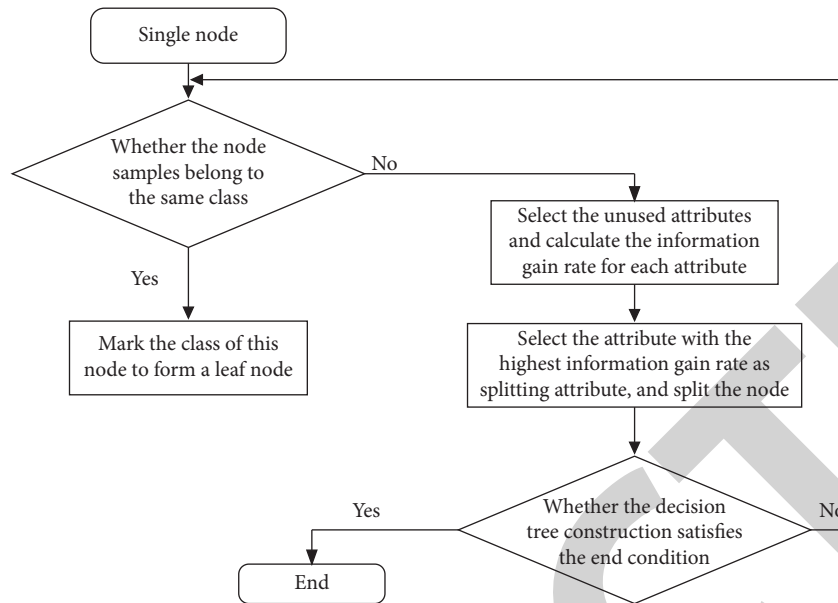 Single node
Whether the node
samples belong to
the same class
No
Yes
Select the unused attributes
and calculate the information
gain rate for each attribute
Mark the class of this
node to form a leaf node
Select the attribute with the
highest information gain rate as
splitting attribute, and split the node
Whether the decision
tree construction satisfies
the end condition
Yes
No
End